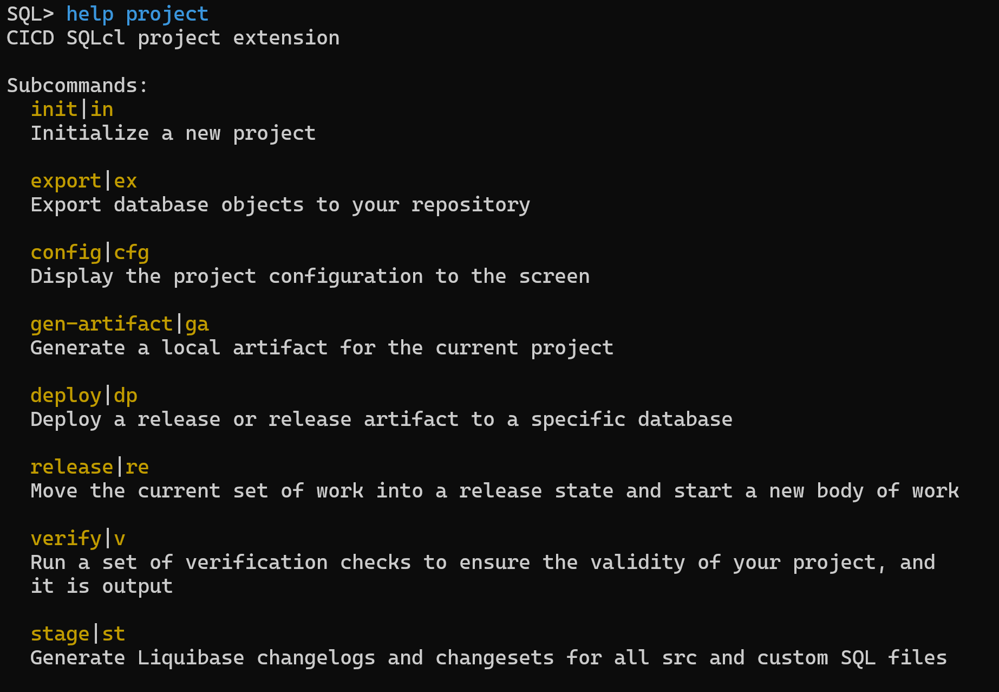 SQL> help project
CICD SQLcl project extension
Subcommands:
init|in
Initialize a new project
export|ex
Export database objects to your repository
config|cfg
Display the project configuration to the screen
gen-artifact|ga
Generate a local artifact for the current project
deploy|dp
Deploy a release or release artifact to a specific database
release|re
Move the current set of work into a release state and start a new body of work
verify|v
Run a set of verification checks to ensure the validity of your project, and
it is output
stage|st
Generate Liquibase changelogs and changesets for all src and custom SQL files